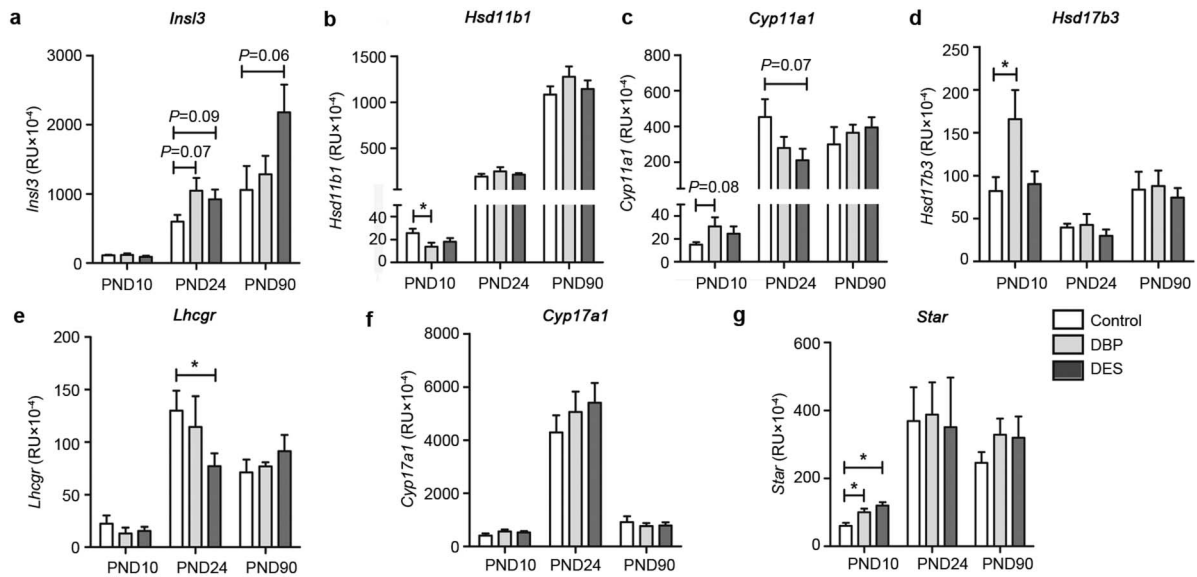 a
Insl3
Insl3 (RU×10⁻⁴)
3000
2000
1000
0
P=0.06
P=0.09
P=0.07
PND10 PND24 PND90
b
Hsd11b1
Hsd11b1 (RU×10⁻⁴)
1500
1000
500
40
20
0
*
PND10 PND24 PND90
c
Cyp11a1
Cyp11a1 (RU×10⁻⁴)
800
600
400
200
40
20
0
P=0.07
P=0.08
PND10 PND24 PND90
d
Hsd17b3
Hsd17b3 (RU×10⁻⁴)
250
200
150
100
50
0
*
PND10 PND24 PND90
e
Lhcgr
Lhcgr (RU×10⁻⁴)
200
150
100
50
0
*
PND10 PND24 PND90
f
Cyp17a1
Cyp17a1 (RU×10⁻⁴)
8000
6000
4000
2000
0
PND10 PND24 PND90
g
Star
Star (RU×10⁻⁴)
600
400
200
0
*
*
PND10 PND24 PND90
Control
DBP
DES